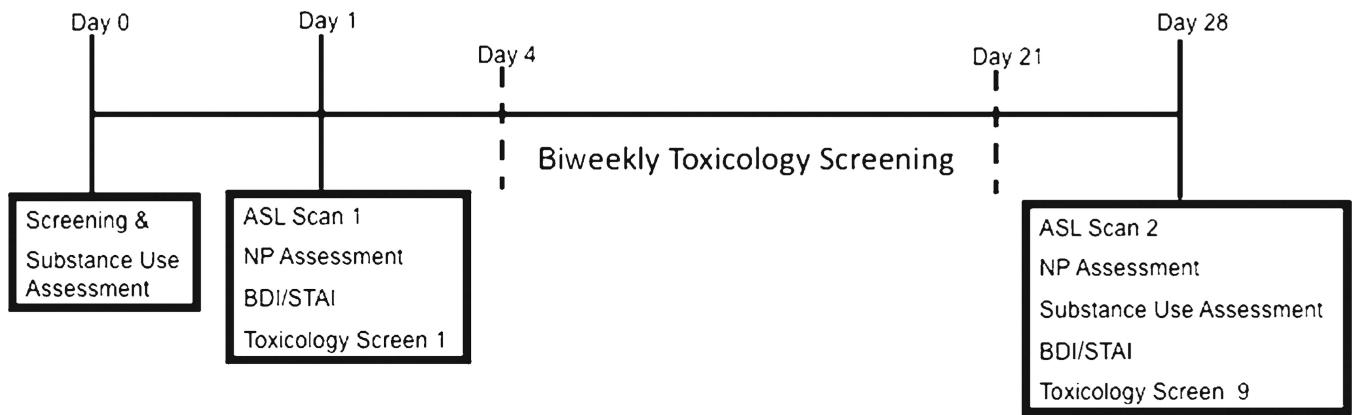 Day 0
Day 1
Day 4
Day 21
Day 28
Biweekly Toxicology Screening
Screening &
Substance Use
Assessment
ASL Scan 1
NP Assessment
BDI/STAI
Toxicology Screen 1
ASL Scan 2
NP Assessment
Substance Use Assessment
BDI/STAI
Toxicology Screen 9